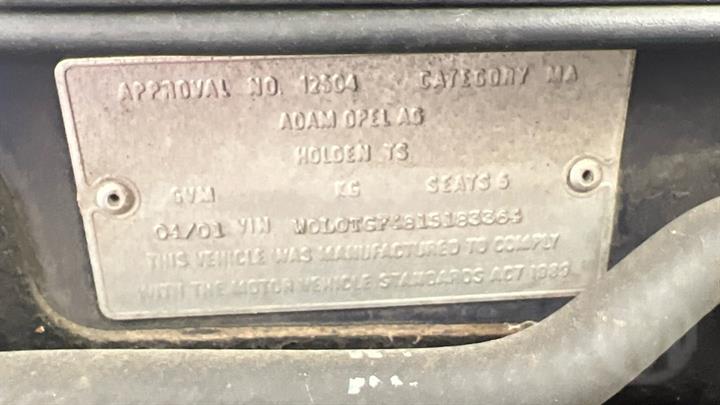 APPROVAL NO. 12504 CATEGORY MA
ADAM OPEL AG
HOLDEN TS
GVM KG SEATS 5
04/01 VIN W0L0TGF481S183364
THIS VEHICLE WAS MANUFACTURED TO COMPLY
WITH THE MOTOR VEHICLE STANDARDS ACT 1989